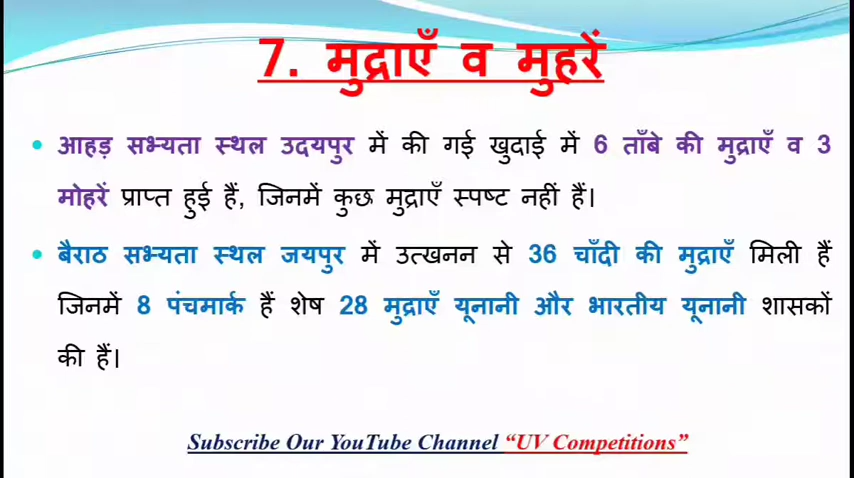 7. मुद्राएँ व मुहरें
• आहड़ सभ्यता स्थल उदयपुर में की गई खुदाई में 6 ताँबे की मुद्राएँ व 3
मोहरें प्राप्त हुई हैं, जिनमें कुछ मुद्राएँ स्पष्ट नहीं हैं।
• बैराठ सभ्यता स्थल जयपुर में उत्खनन से 36 चाँदी की मुद्राएँ मिली हैं
जिनमें 8 पंचमार्क हैं शेष 28 मुद्राएँ यूनानी और भारतीय यूनानी शासकों
की हैं।
Subscribe Our YouTube Channel “UV Competitions”